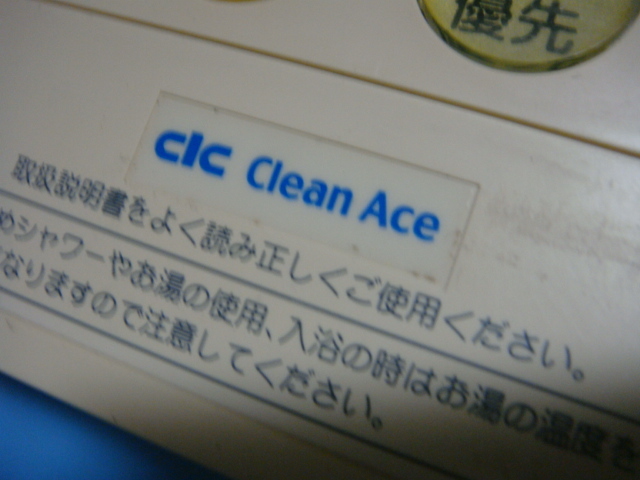 優先
CIC Clean Ace
取扱説明書をよく読み正しくご使用ください。
めシャワーやお湯の使用、入浴の時はお湯の温度を
なりますので注意してください。